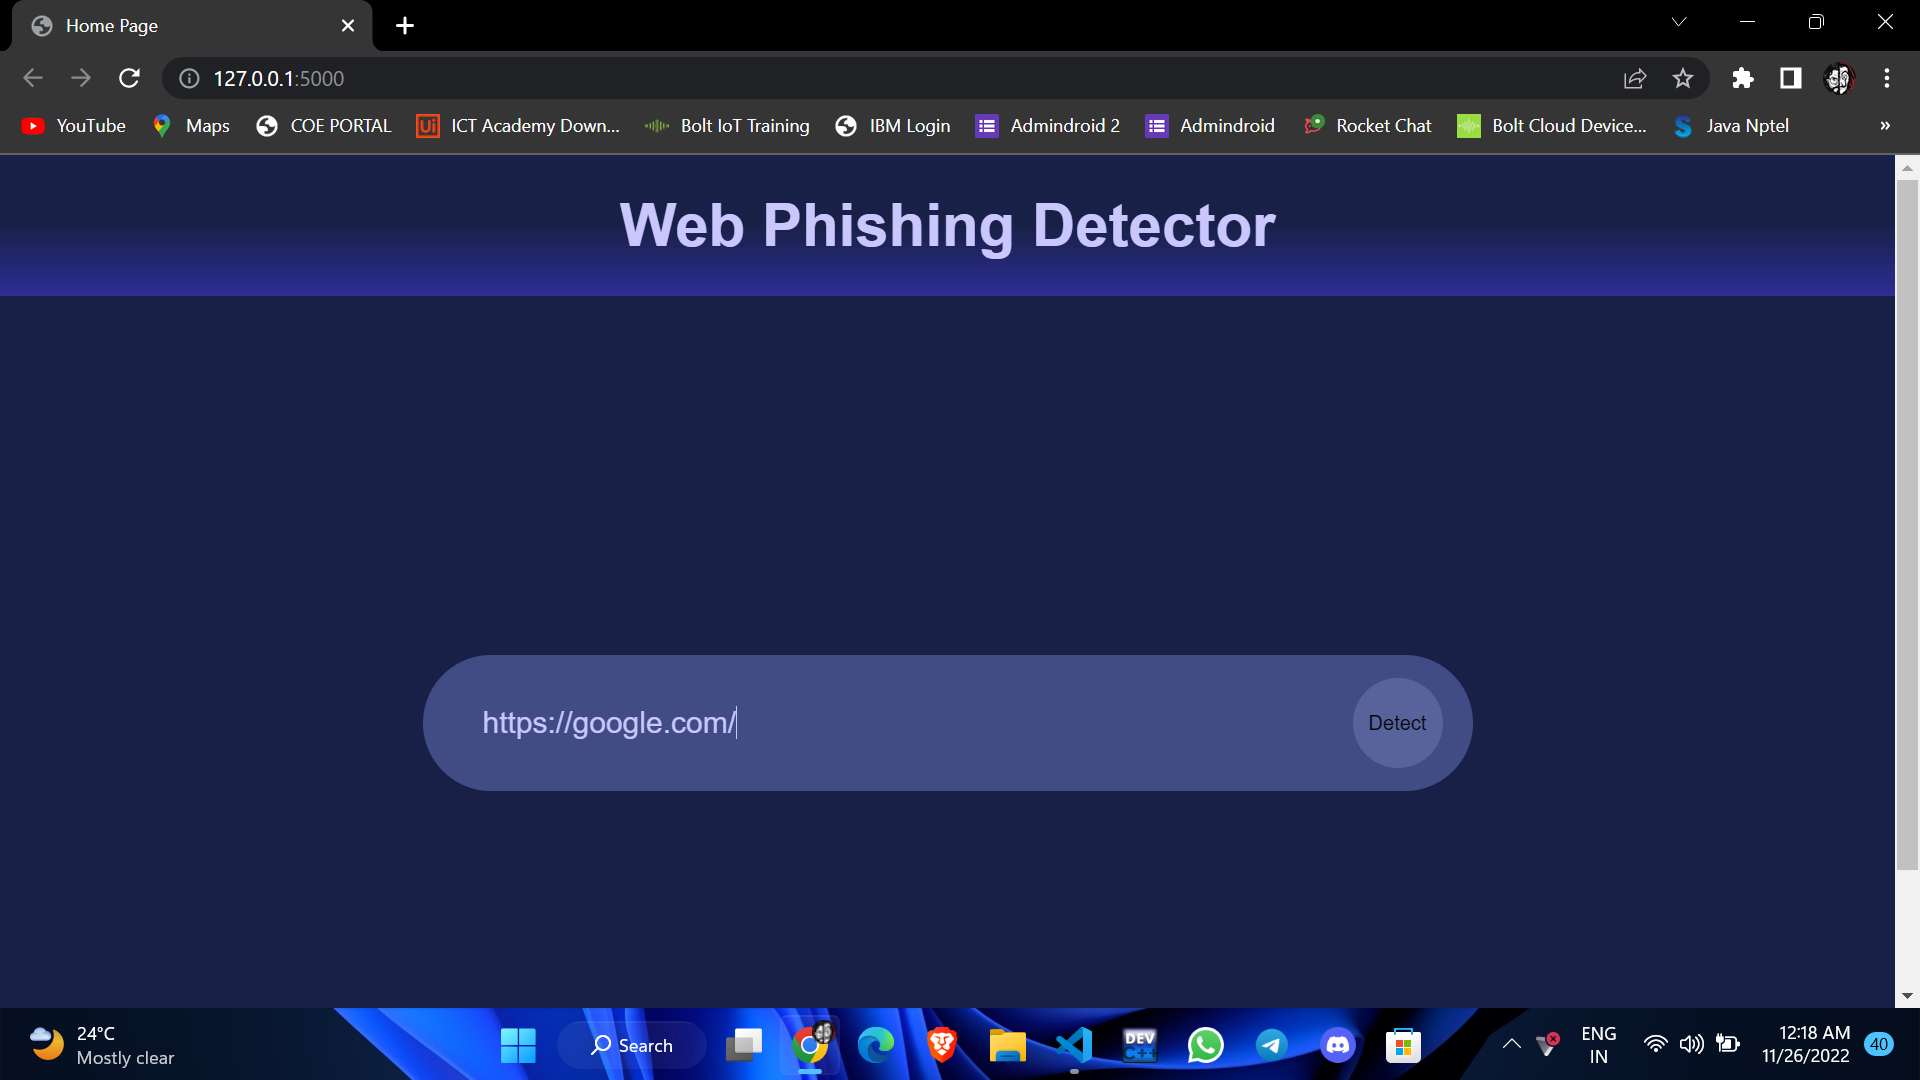 Home Page
127.0.0.1:5000
YouTube Maps COE PORTAL Ui ICT Academy Down... Bolt IoT Training IBM Login Admindroid 2 Admindroid Rocket Chat Bolt Cloud Device... Java Nptel »
Web Phishing Detector
https://google.com/
Detect
24°C
Mostly clear
Search
DEV
C++
ENG
IN
12:18 AM
11/26/2022
40